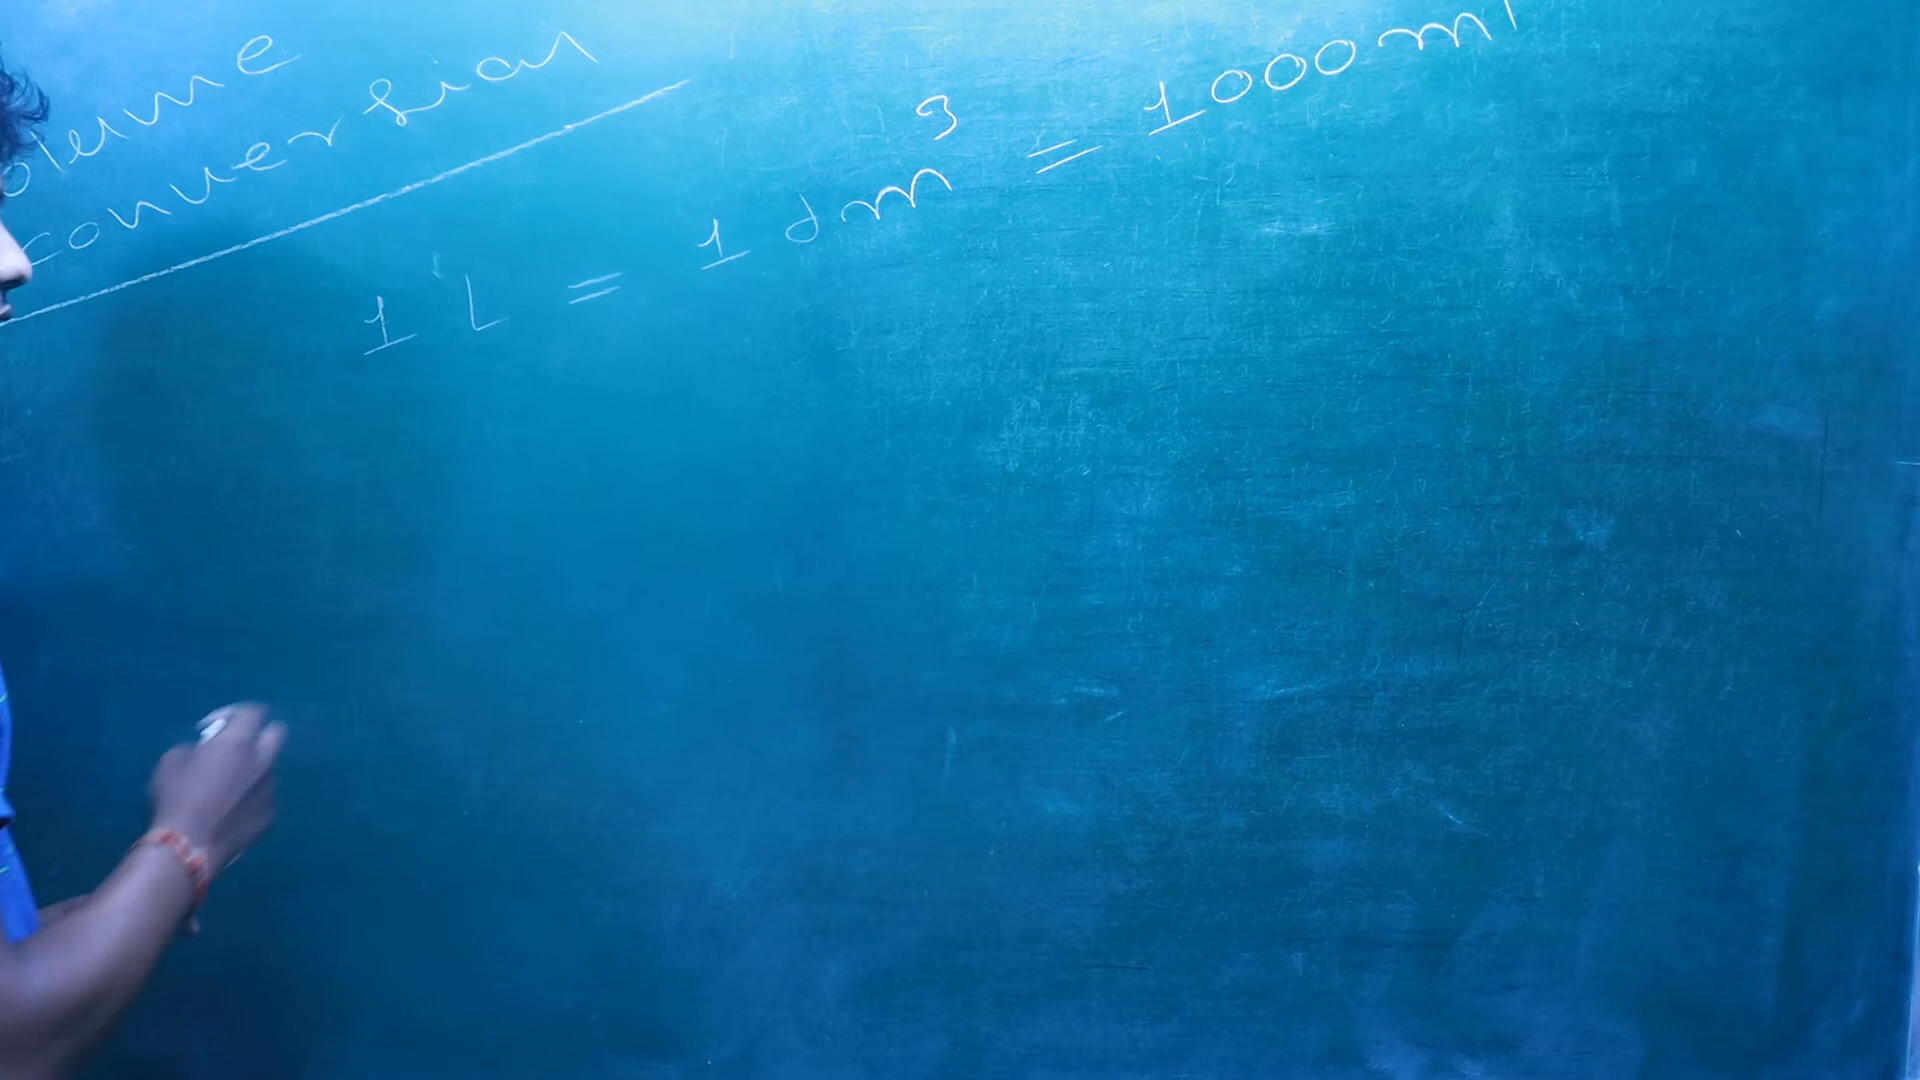 olume
conversion
1 L = 1 dm³ = 1000 ml